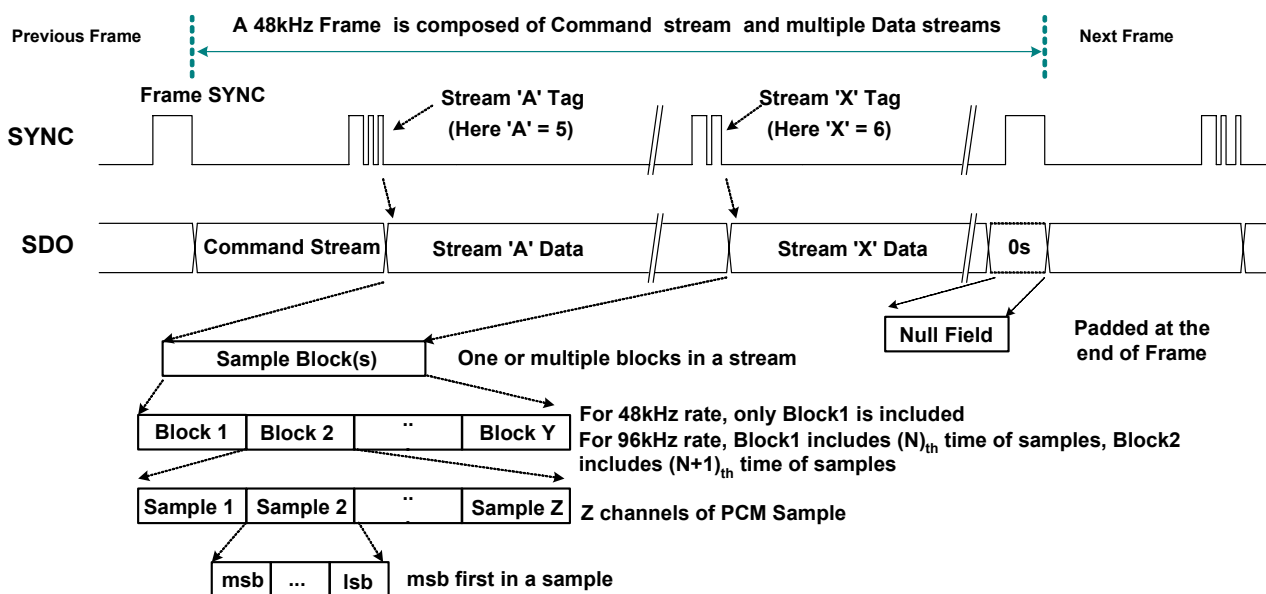 Previous Frame
A 48kHz Frame is composed of Command stream and multiple Data streams
Next Frame
Frame SYNC
Stream 'A' Tag
(Here 'A' = 5)
Stream 'X' Tag
(Here 'X' = 6)
SYNC
SDO
Command Stream
Stream 'A' Data
Stream 'X' Data
0s
Null Field
Padded at the
end of Frame
Sample Block(s)
One or multiple blocks in a stream
Block 1
Block 2
..
Block Y
For 48kHz rate, only Block1 is included
For 96kHz rate, Block1 includes (N)th time of samples, Block2
includes (N+1)th time of samples
Sample 1
Sample 2
..
Sample Z
Z channels of PCM Sample
msb
...
lsb
msb first in a sample